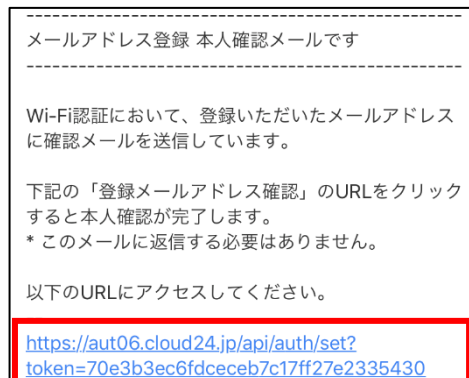 ------------------------------------------------
メールアドレス登録 本人確認メールです
------------------------------------------------
Wi-Fi認証において、登録いただいたメールアドレス
に確認メールを送信しています。
下記の「登録メールアドレス確認」のURLをクリック
すると本人確認が完了します。
* このメールに返信する必要はありません。
以下のURLにアクセスしてください。
https://aut06.cloud24.jp/api/auth/set?
token=70e3b3ec6fdceceb7c17ff27e2335430